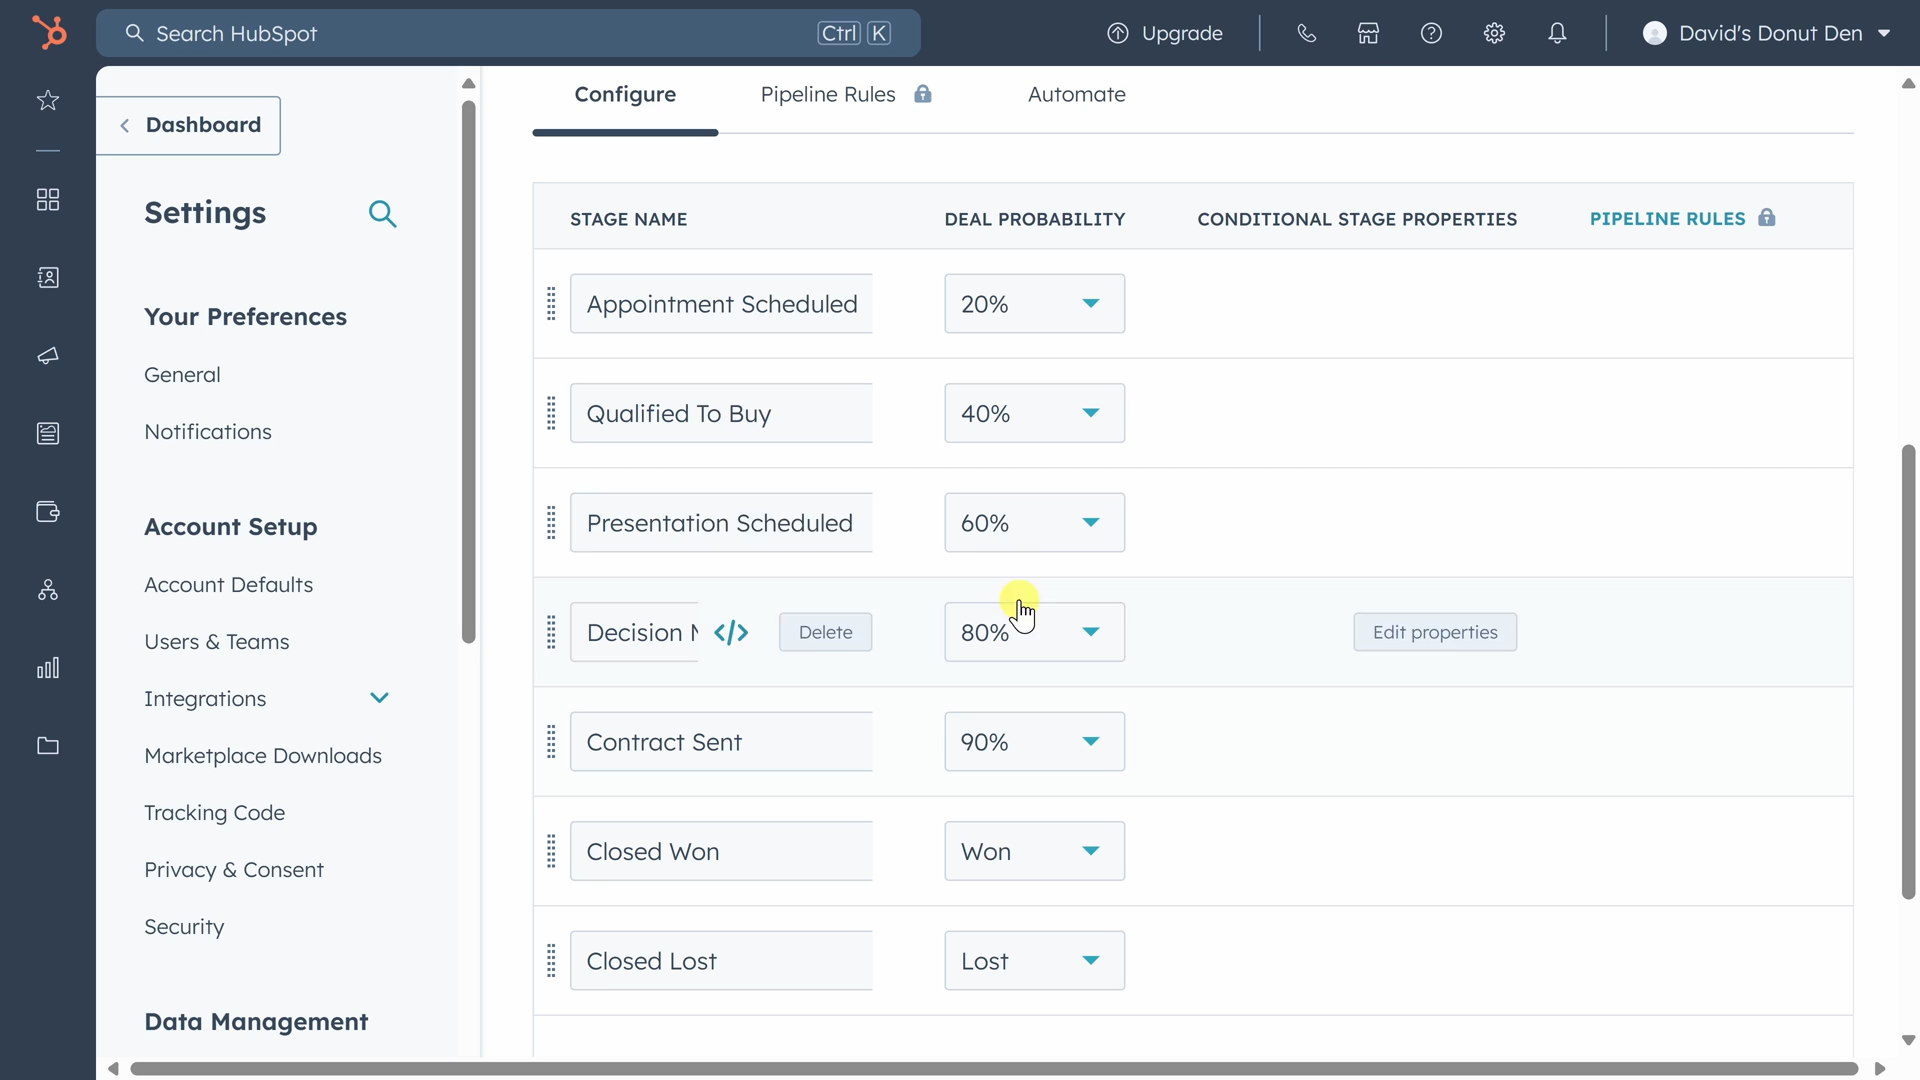 Search HubSpot
Ctrl K
Upgrade
David's Donut Den
Dashboard
Settings
Your Preferences
General
Notifications
Account Setup
Account Defaults
Users & Teams
Integrations
Marketplace Downloads
Tracking Code
Privacy & Consent
Security
Data Management
Configure
Pipeline Rules
Automate
STAGE NAME DEAL PROBABILITY CONDITIONAL STAGE PROPERTIES PIPELINE RULES
Appointment Scheduled 20%
Qualified To Buy 40%
Presentation Scheduled 60%
Decision </> Delete 80% Edit properties
Contract Sent 90%
Closed Won Won
Closed Lost Lost